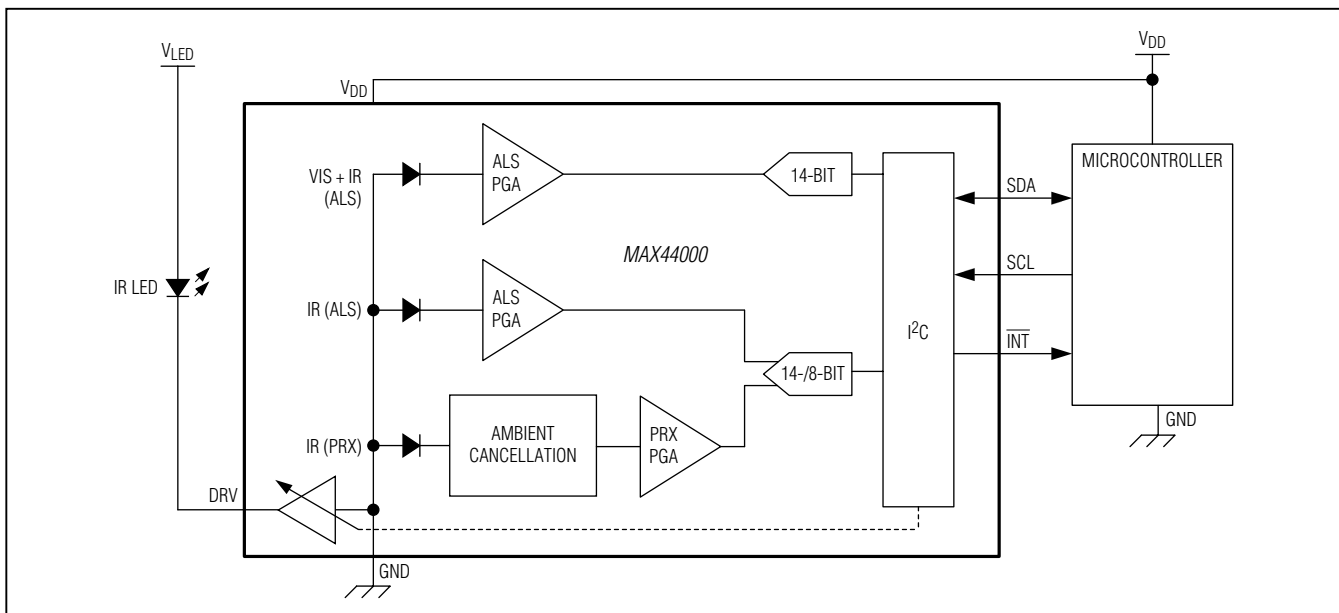 VLED
VDD
VDD
VIS + IR
(ALS)
ALS
PGA
14-BIT
MICROCONTROLLER
SDA
MAX44000
SCL
IR LED
IR (ALS)
ALS
PGA
I2C
INT
14-/8-BIT
IR (PRX)
AMBIENT
CANCELLATION
PRX
PGA
GND
DRV
GND